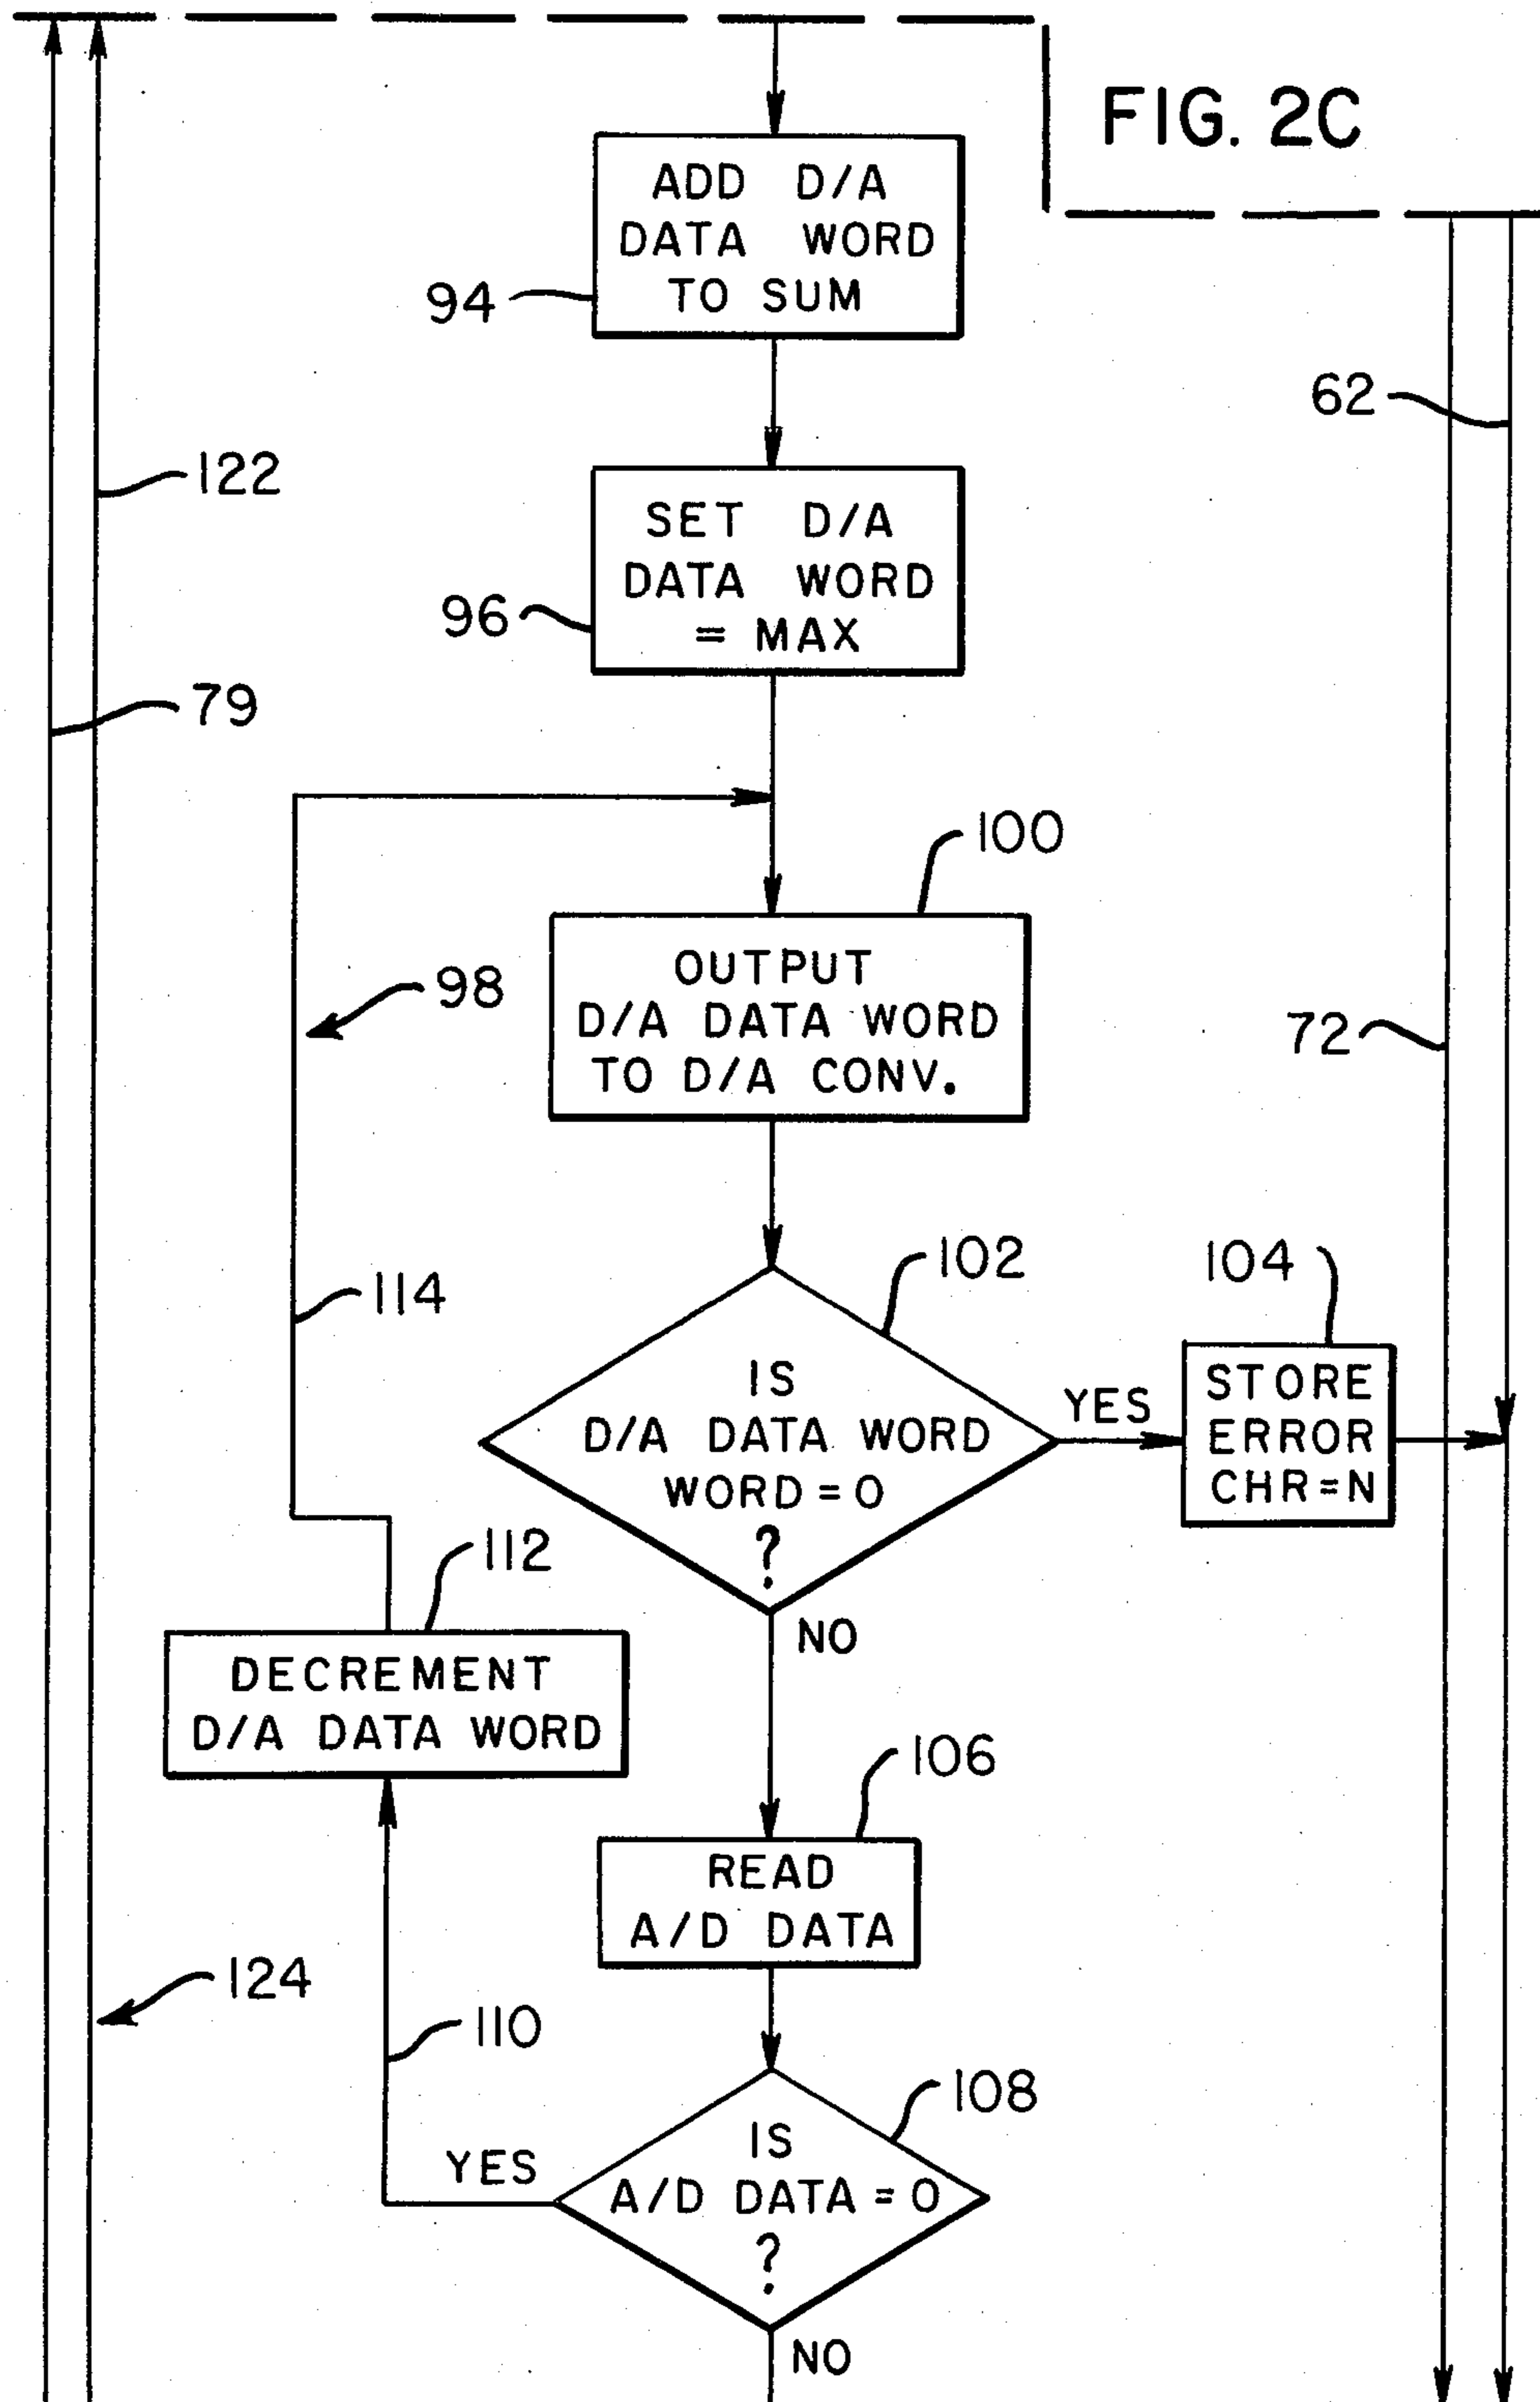 FIG. 2C
ADD D/A
DATA WORD
TO SUM
94
62
122
SET D/A
DATA WORD
= MAX
96
79
100
OUTPUT
D/A DATA WORD
TO D/A CONV.
98
72
102
104
114
IS
D/A DATA WORD
WORD = 0
?
YES
STORE
ERROR
CHR = N
NO
112
DECREMENT
D/A DATA WORD
106
READ
A/D DATA
124
110
108
IS
A/D DATA = 0
?
YES
NO